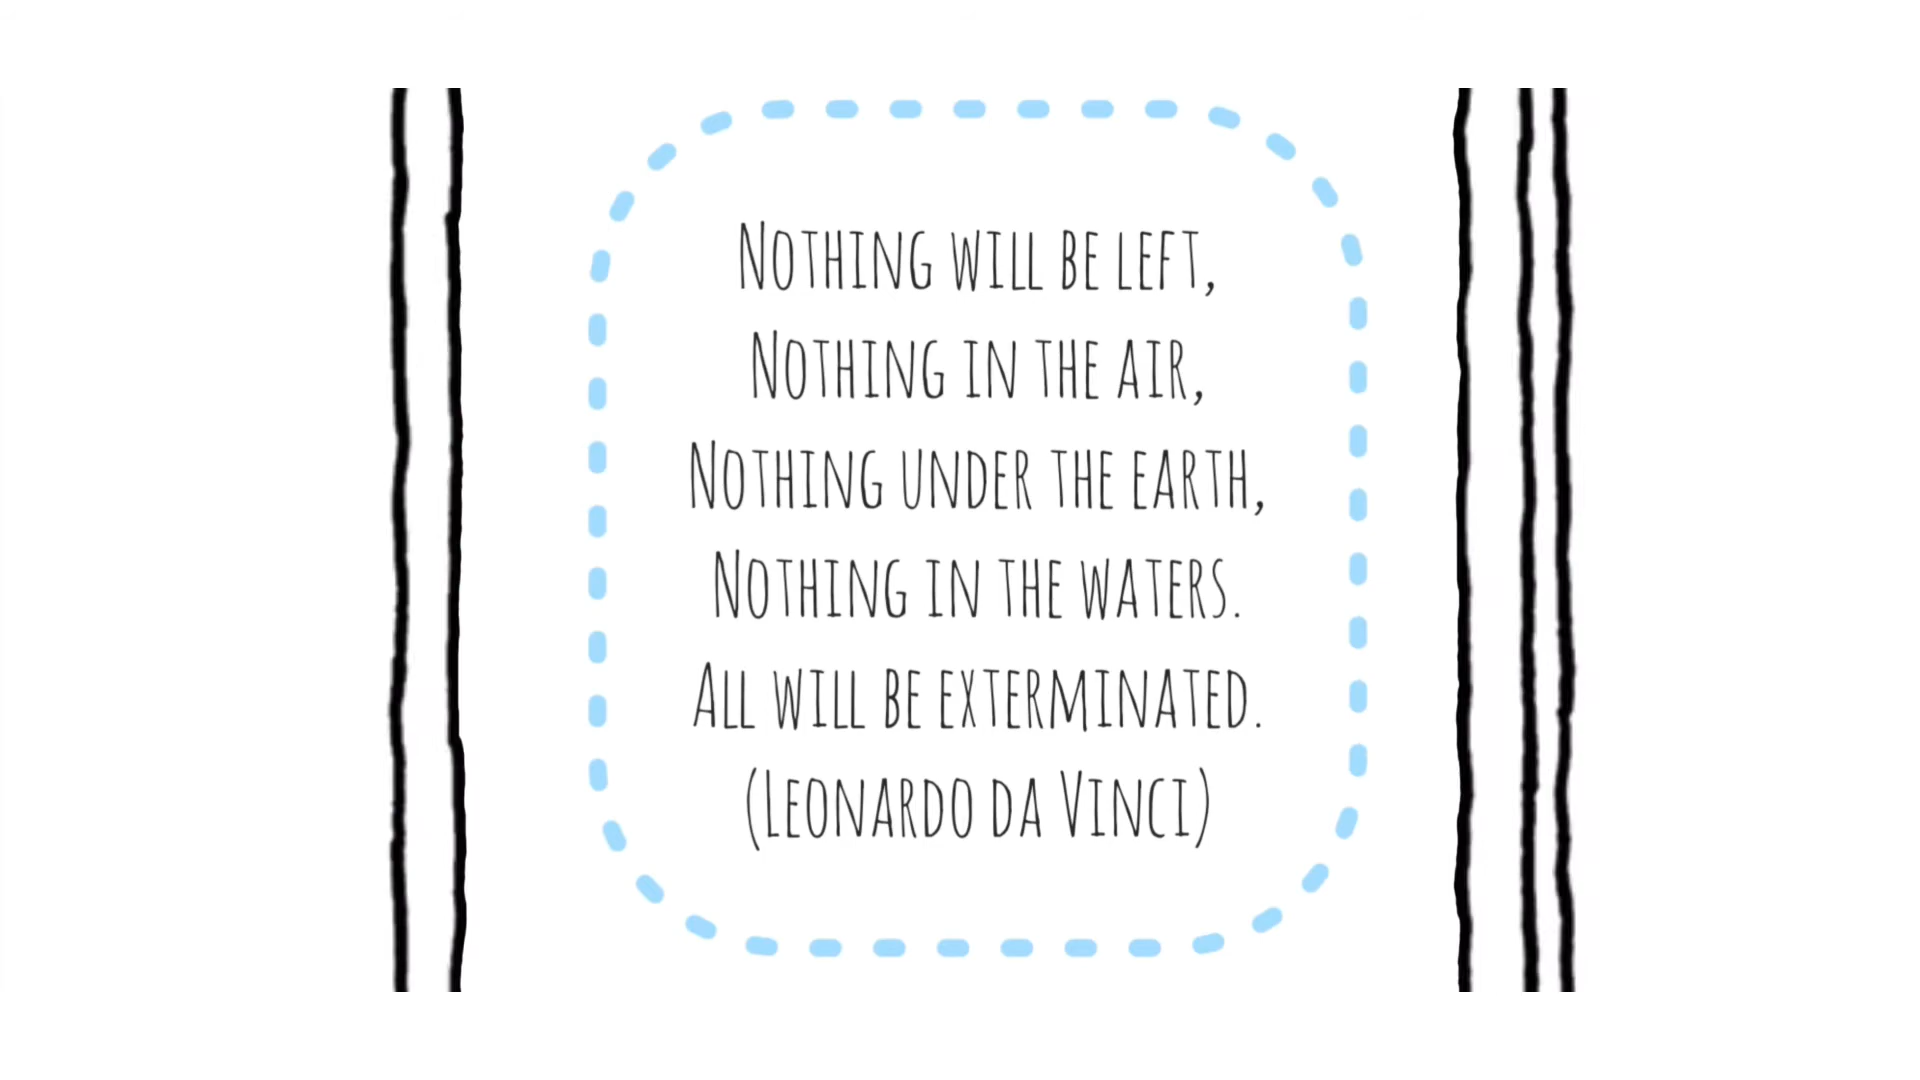 Nothing will be left,
Nothing in the air,
Nothing under the earth,
Nothing in the waters.
All will be exterminated.
(Leonardo da Vinci)